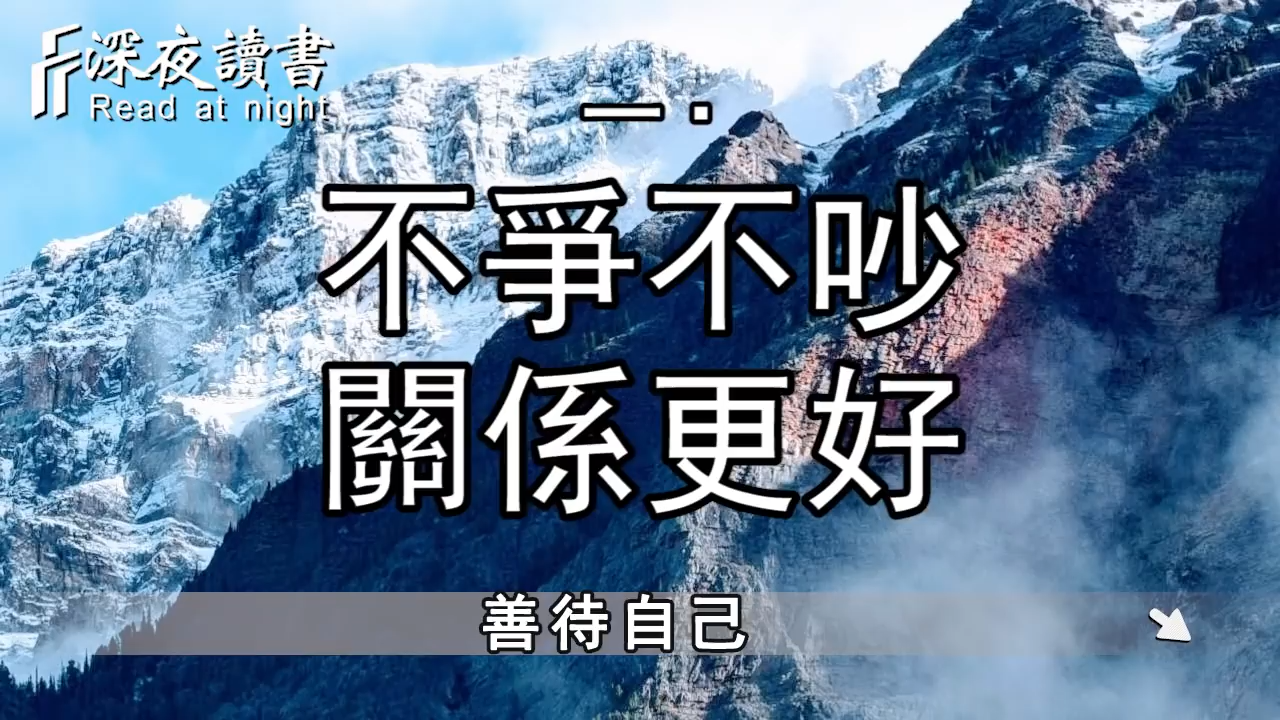 深夜讀書
Read at night
一·
不爭不吵
關係更好
善待自己